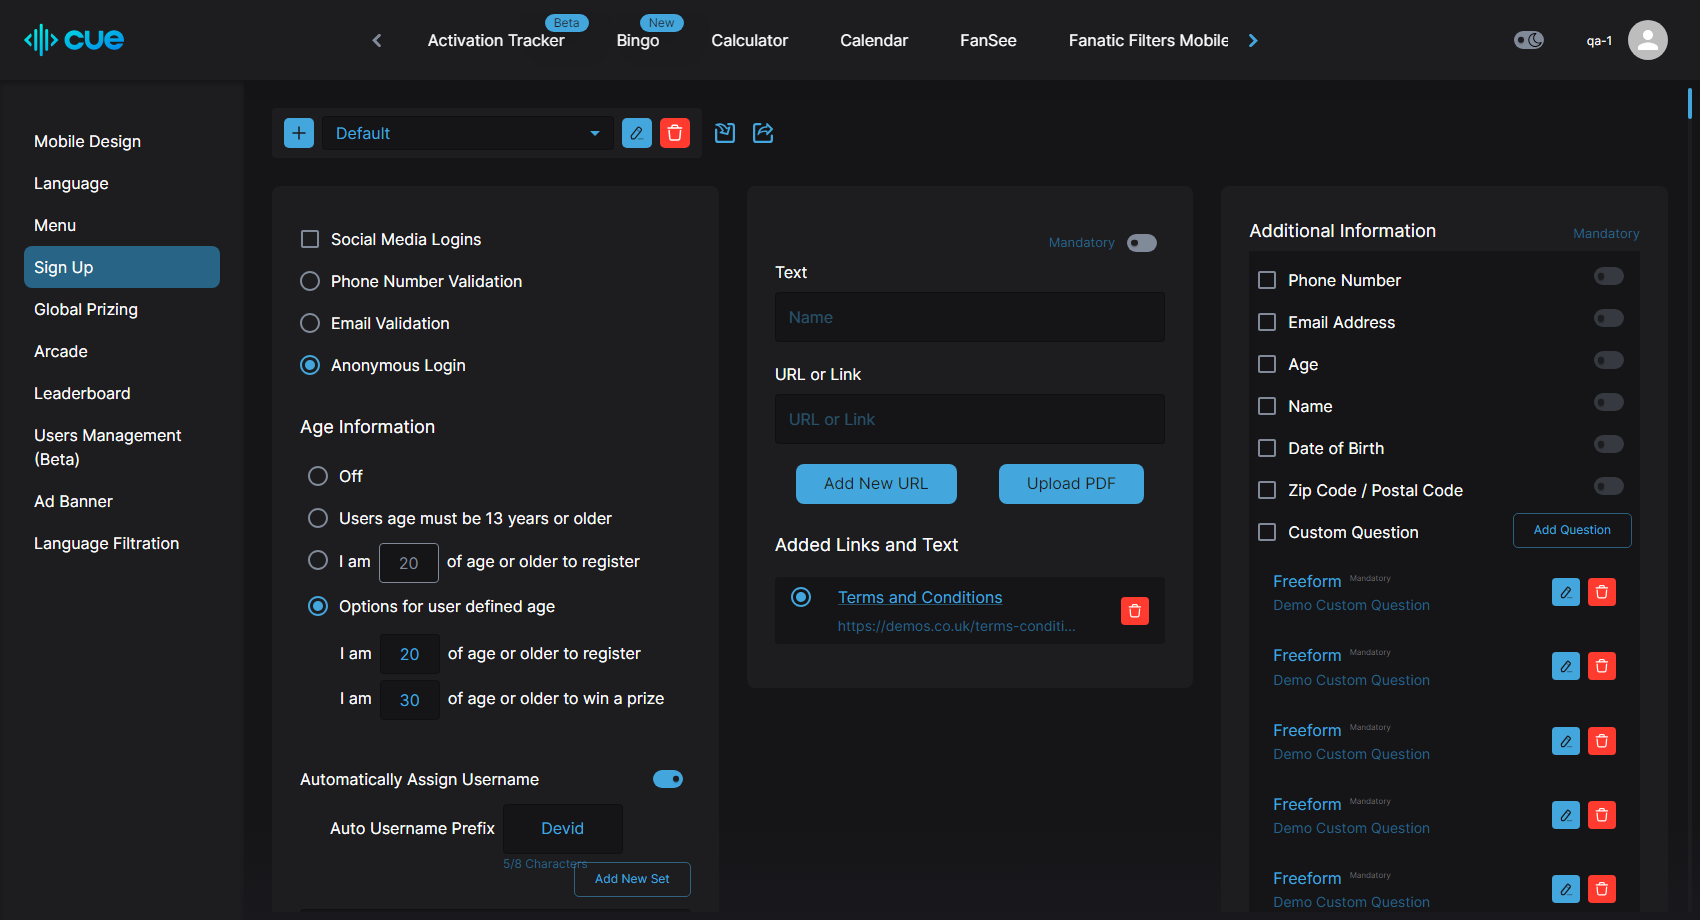 cue
Activation Tracker
Beta
Bingo
New
Calculator
Calendar
FanSee
Fanatic Filters Mobile
qa-1
Mobile Design
Language
Menu
Sign Up
Global Prizing
Arcade
Leaderboard
Users Management
(Beta)
Ad Banner
Language Filtration
Default
Social Media Logins
Phone Number Validation
Email Validation
Anonymous Login
Age Information
Off
Users age must be 13 years or older
I am 20 of age or older to register
Options for user defined age
I am 20 of age or older to register
I am 30 of age or older to win a prize
Automatically Assign Username
Auto Username Prefix Devid
5/8 Characters
Add New Set
Mandatory
Text
Name
URL or Link
URL or Link
Add New URL
Upload PDF
Added Links and Text
Terms and Conditions
https://demos.co.uk/terms-conditi...
Additional Information
Mandatory
Phone Number
Email Address
Age
Name
Date of Birth
Zip Code / Postal Code
Custom Question
Add Question
Freeform Mandatory
Demo Custom Question
Freeform Mandatory
Demo Custom Question
Freeform Mandatory
Demo Custom Question
Freeform Mandatory
Demo Custom Question
Freeform Mandatory
Demo Custom Question